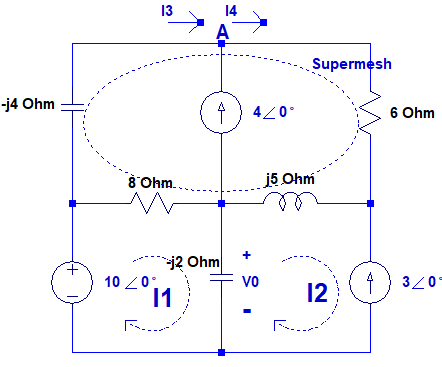 I3 I4
A
Supermesh
-j4 Ohm
4∠0°
6 Ohm
8 Ohm
j5 Ohm
+
-j2 Ohm
+
10∠0°
V0
3∠0°
I1
I2
-
-